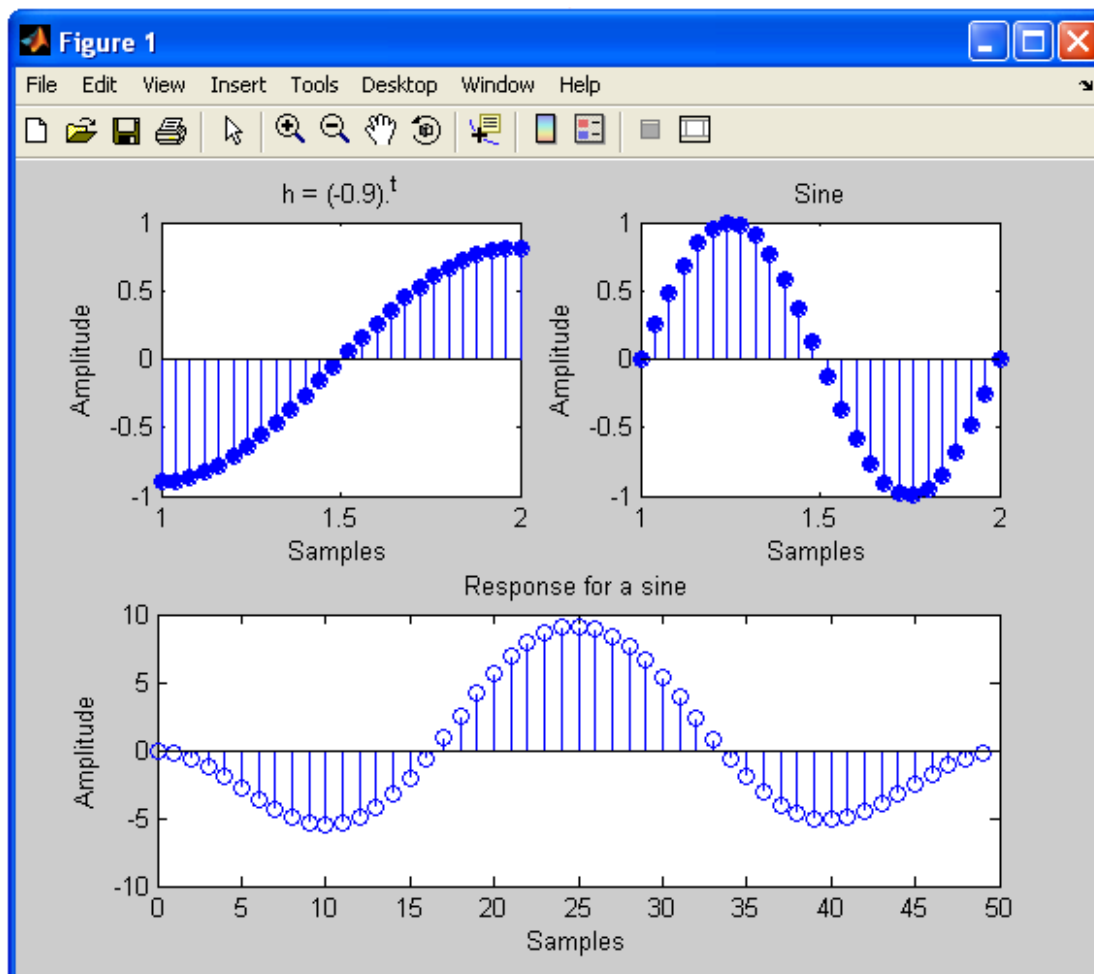 Figure 1
File Edit View Insert Tools Desktop Window Help
h = (-0.9).^t
Sine
1
0.5
0
-0.5
-1
Amplitude
1 1.5 2
Samples
1
0.5
0
-0.5
-1
Amplitude
1 1.5 2
Samples
Response for a sine
10
5
0
-5
-10
Amplitude
0 5 10 15 20 25 30 35 40 45 50
Samples